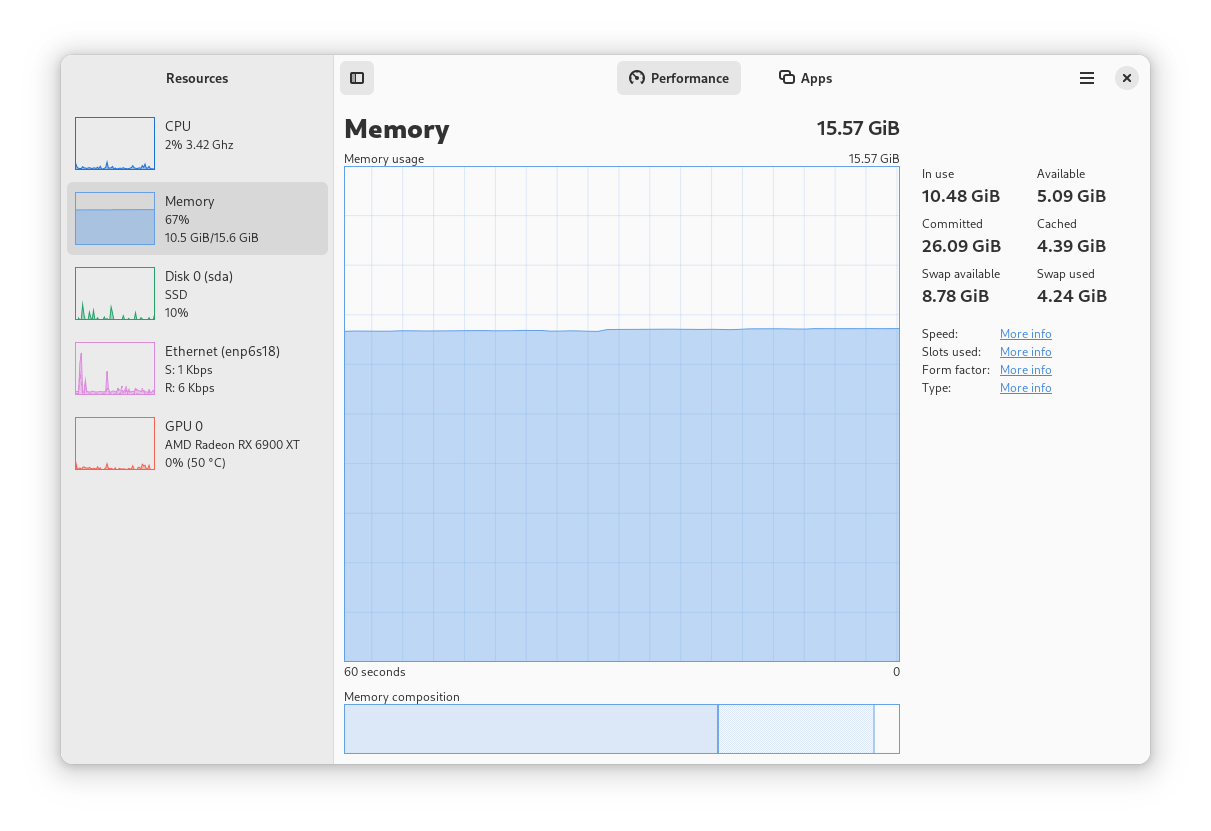 Resources
Performance
Apps
CPU
2% 3.42 Ghz
Memory
67%
10.5 GiB/15.6 GiB
Disk 0 (sda)
SSD
10%
Ethernet (enp6s18)
S: 1 Kbps
R: 6 Kbps
GPU 0
AMD Radeon RX 6900 XT
0% (50 °C)
Memory 15.57 GiB
Memory usage 15.57 GiB
60 seconds 0
Memory composition
In use Available
10.48 GiB 5.09 GiB
Committed Cached
26.09 GiB 4.39 GiB
Swap available Swap used
8.78 GiB 4.24 GiB
Speed: More info
Slots used: More info
Form factor: More info
Type: More info